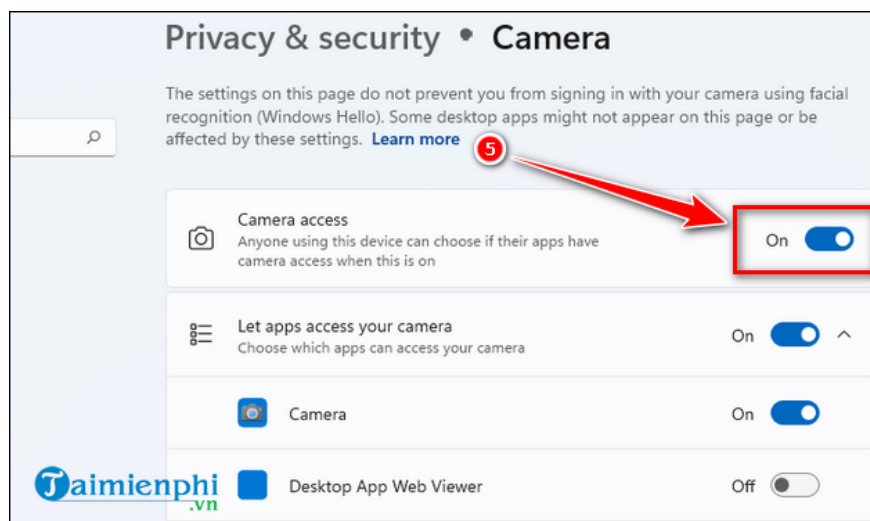 Privacy & security • Camera
The settings on this page do not prevent you from signing in with your camera using facial
recognition (Windows Hello). Some desktop apps might not appear on this page or be
affected by these settings. Learn more
5
Camera access
Anyone using this device can choose if their apps have
camera access when this is on
On
Let apps access your camera
Choose which apps can access your camera
On
Camera
On
Desktop App Web Viewer
Off
Taimienphi
.vn